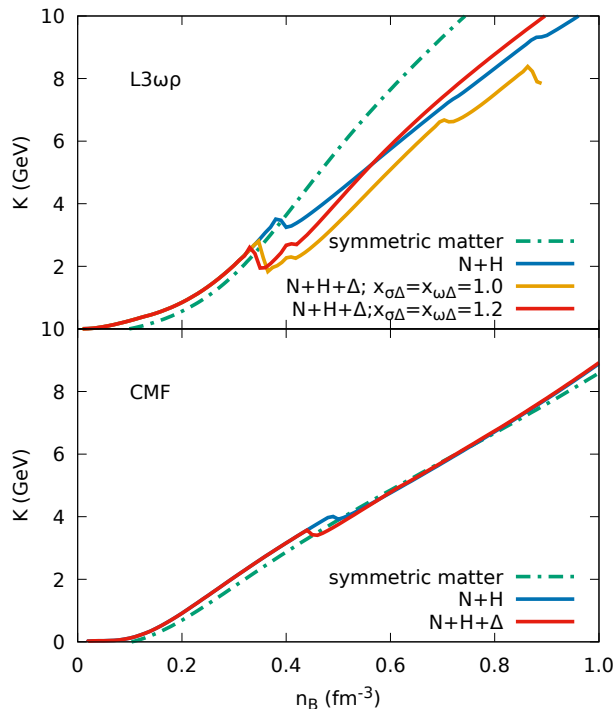 10
8
6
4
2
K (GeV)
L3ωρ
symmetric matter
N+H
N+H+Δ; xσΔ=xωΔ=1.0
N+H+Δ;xσΔ=xωΔ=1.2
10
8
6
4
2
0
K (GeV)
CMF
symmetric matter
N+H
N+H+Δ
0 0.2 0.4 0.6 0.8 1.0
nB (fm-3)